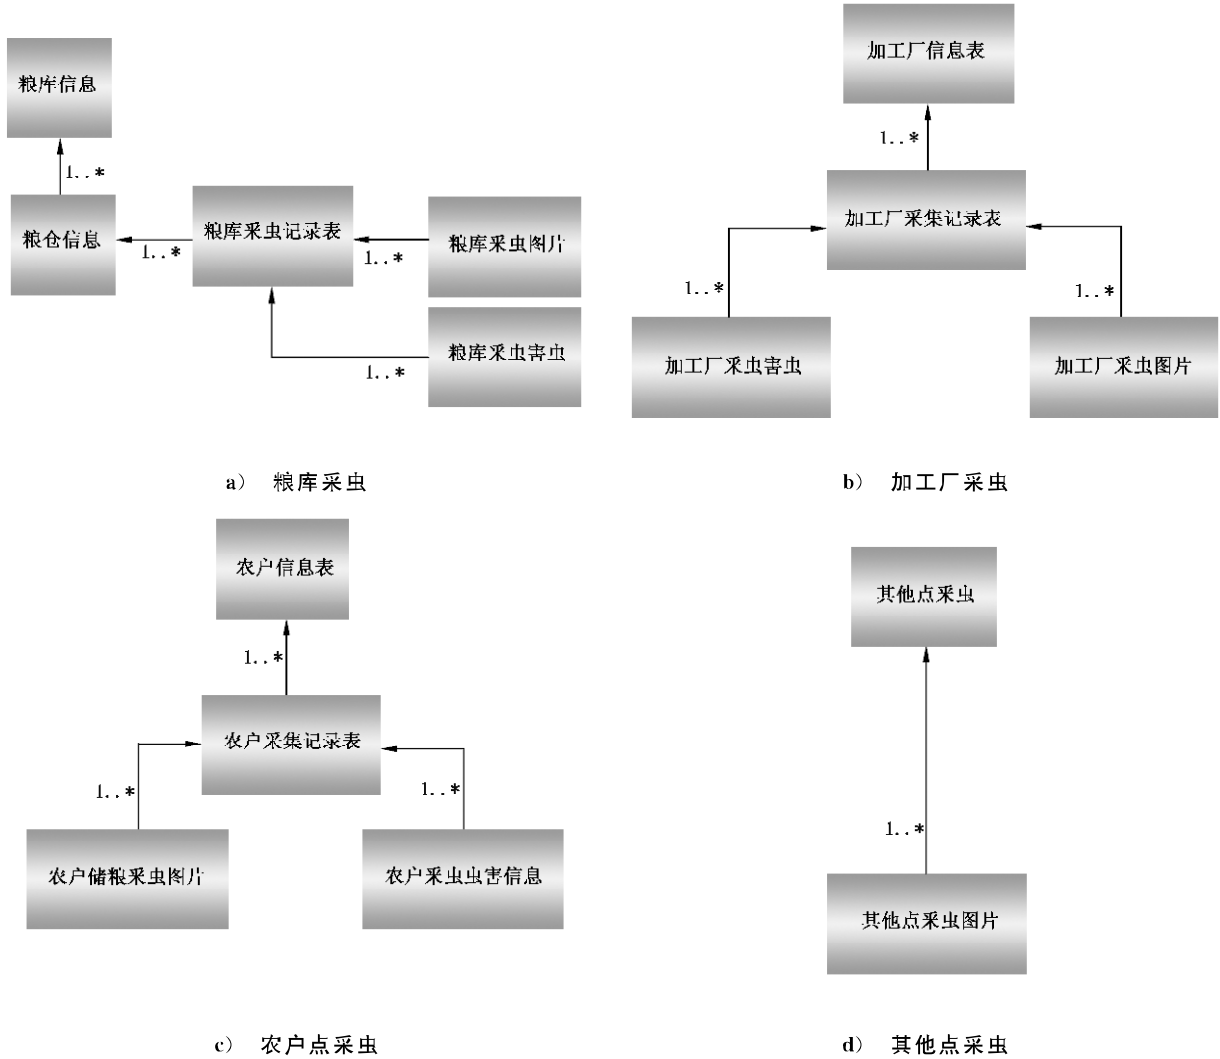 粮库信息
1..*
粮仓信息
1..*
粮库采虫记录表
1..*
粮库采虫图片
1..*
粮库采虫害虫
a) 粮库采虫
加工厂信息表
1..*
加工厂采集记录表
1..*
1..*
加工厂采虫害虫
加工厂采虫图片
b) 加工厂采虫
农户信息表
1..*
农户采集记录表
1..*
1..*
农户储粮采虫图片
农户采虫虫害信息
c) 农户点采虫
其他点采虫
1..*
其他点采虫图片
d) 其他点采虫